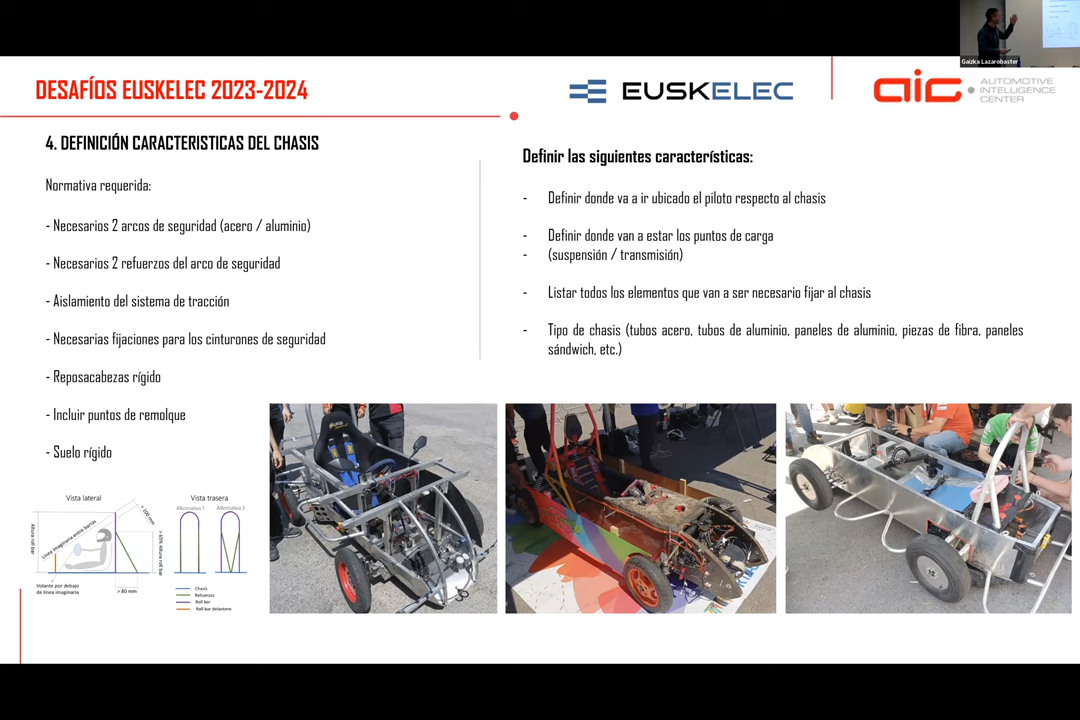 Gaizka Lazarobaster
DESAFÍOS EUSKELEC 2023-2024
EUSKELEC
aic
AUTOMOTIVE
INTELLIGENCE
CENTER
4. DEFINICIÓN CARACTERISTICAS DEL CHASIS
Normativa requerida:
- Necesarios 2 arcos de seguridad (acero / aluminio)
- Necesarios 2 refuerzos del arco de seguridad
- Aislamiento del sistema de tracción
- Necesarias fijaciones para los cinturones de seguridad
- Reposacabezas rígido
- Incluir puntos de remolque
- Suelo rígido
Definir las siguientes características:
- Definir donde va a ir ubicado el piloto respecto al chasis
- Definir donde van a estar los puntos de carga
- (suspensión / transmisión)
- Listar todos los elementos que van a ser necesario fijar al chasis
- Tipo de chasis (tubos acero, tubos de aluminio, paneles de aluminio, piezas de fibra, paneles
sándwich, etc.)
Vista lateral
Vista trasera
Alternativa 1
Alternativa 2
Altura roll bar
Línea imaginaria entre barras
> 100 mm
> 65% Altura roll bar
Volante por debajo
de línea imaginaria
> 80 mm
Chasis
Refuerzos
Roll bar
Roll bar delantero